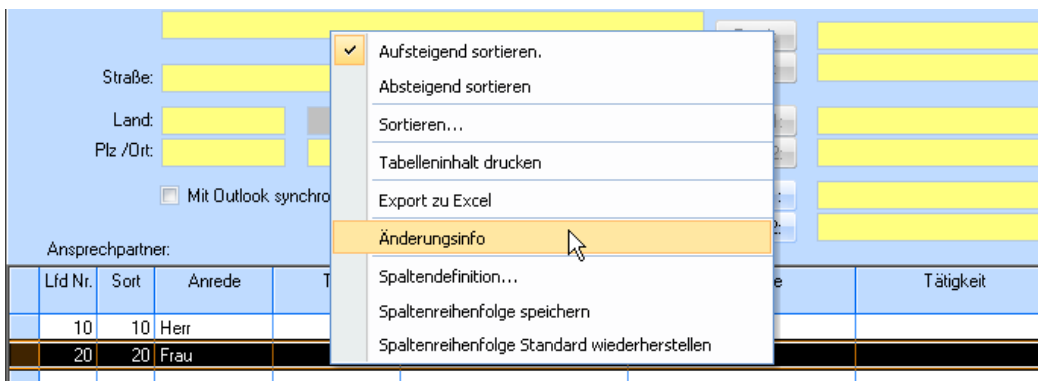 Aufsteigend sortieren.
Straße:
Absteigend sortieren
Land:
Sortieren...
Plz /Ort:
Tabelleninhalt drucken
Mit Outlook synchro
Export zu Excel
Änderungsinfo
Ansprechpartner:
Spaltendefinition...
Lfd Nr. Sort Anrede T e Tätigkeit
Spaltenreihenfolge speichern
10 10 Herr
Spaltenreihenfolge Standard wiederherstellen
20 20 Frau